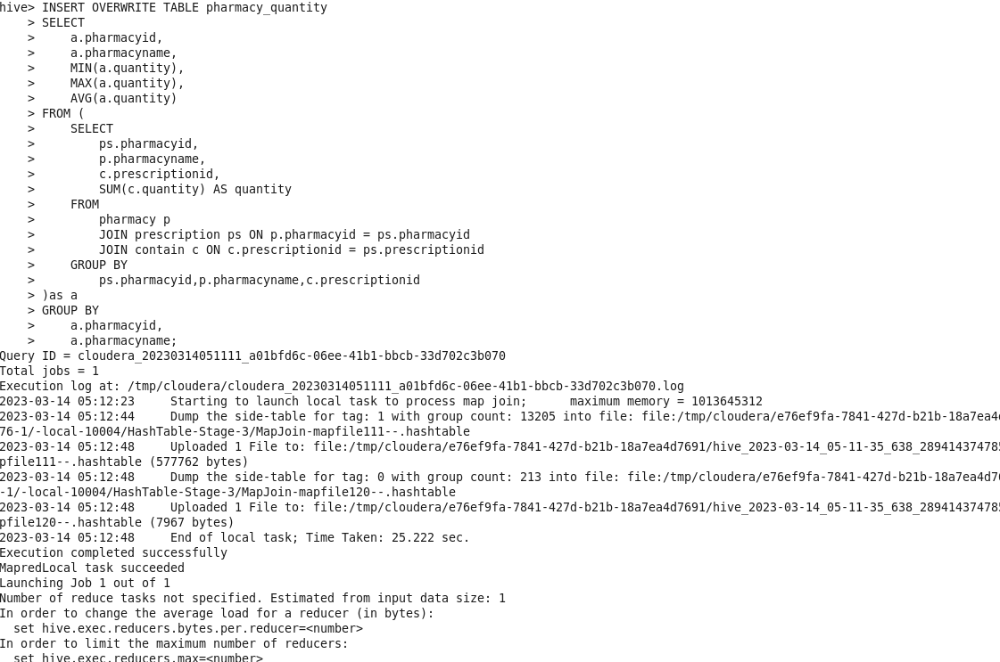 hive> INSERT OVERWRITE TABLE pharmacy_quantity
    > SELECT
    >     a.pharmacyid,
    >     a.pharmacyname,
    >     MIN(a.quantity),
    >     MAX(a.quantity),
    >     AVG(a.quantity)
    > FROM (
    >     SELECT
    >         ps.pharmacyid,
    >         p.pharmacyname,
    >         c.prescriptionid,
    >         SUM(c.quantity) AS quantity
    >     FROM
    >         pharmacy p
    >         JOIN prescription ps ON p.pharmacyid = ps.pharmacyid
    >         JOIN contain c ON c.prescriptionid = ps.prescriptionid
    >     GROUP BY
    >         ps.pharmacyid,p.pharmacyname,c.prescriptionid
    > )as a
    > GROUP BY
    >     a.pharmacyid,
    >     a.pharmacyname;
Query ID = cloudera_20230314051111_a01bfd6c-06ee-41b1-bbcb-33d702c3b070
Total jobs = 1
Execution log at: /tmp/cloudera/cloudera_20230314051111_a01bfd6c-06ee-41b1-bbcb-33d702c3b070.log
2023-03-14 05:12:23     Starting to launch local task to process map join;      maximum memory = 1013645312
2023-03-14 05:12:44     Dump the side-table for tag: 1 with group count: 13205 into file: file:/tmp/cloudera/e76ef9fa-7841-427d-b21b-18a7ea4d
76-1/-local-10004/HashTable-Stage-3/MapJoin-mapfile111--.hashtable
2023-03-14 05:12:48     Uploaded 1 File to: file:/tmp/cloudera/e76ef9fa-7841-427d-b21b-18a7ea4d7691/hive_2023-03-14_05-11-35_638_289414374785
pfile111--.hashtable (577762 bytes)
2023-03-14 05:12:48     Dump the side-table for tag: 0 with group count: 213 into file: file:/tmp/cloudera/e76ef9fa-7841-427d-b21b-18a7ea4d76
-1/-local-10004/HashTable-Stage-3/MapJoin-mapfile120--.hashtable
2023-03-14 05:12:48     Uploaded 1 File to: file:/tmp/cloudera/e76ef9fa-7841-427d-b21b-18a7ea4d7691/hive_2023-03-14_05-11-35_638_289414374785
pfile120--.hashtable (7967 bytes)
2023-03-14 05:12:48     End of local task; Time Taken: 25.222 sec.
Execution completed successfully
MapredLocal task succeeded
Launching Job 1 out of 1
Number of reduce tasks not specified. Estimated from input data size: 1
In order to change the average load for a reducer (in bytes):
  set hive.exec.reducers.bytes.per.reducer=<number>
In order to limit the maximum number of reducers:
  set hive.exec.reducers.max=<number>